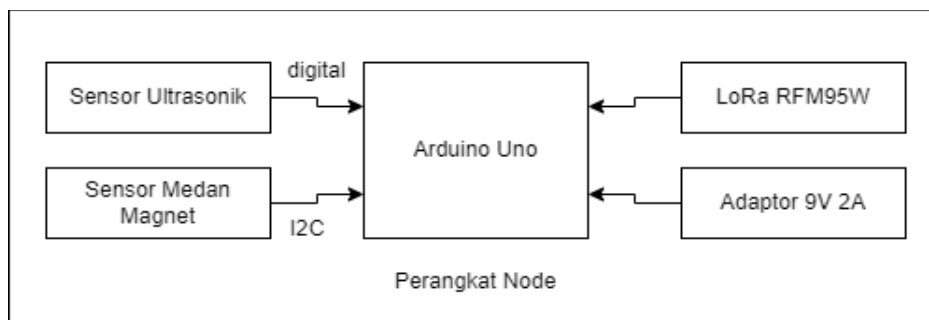 digital
Sensor Ultrasonik
Arduino Uno
LoRa RFM95W
Sensor Medan
Magnet
I2C
Adaptor 9V 2A
Perangkat Node